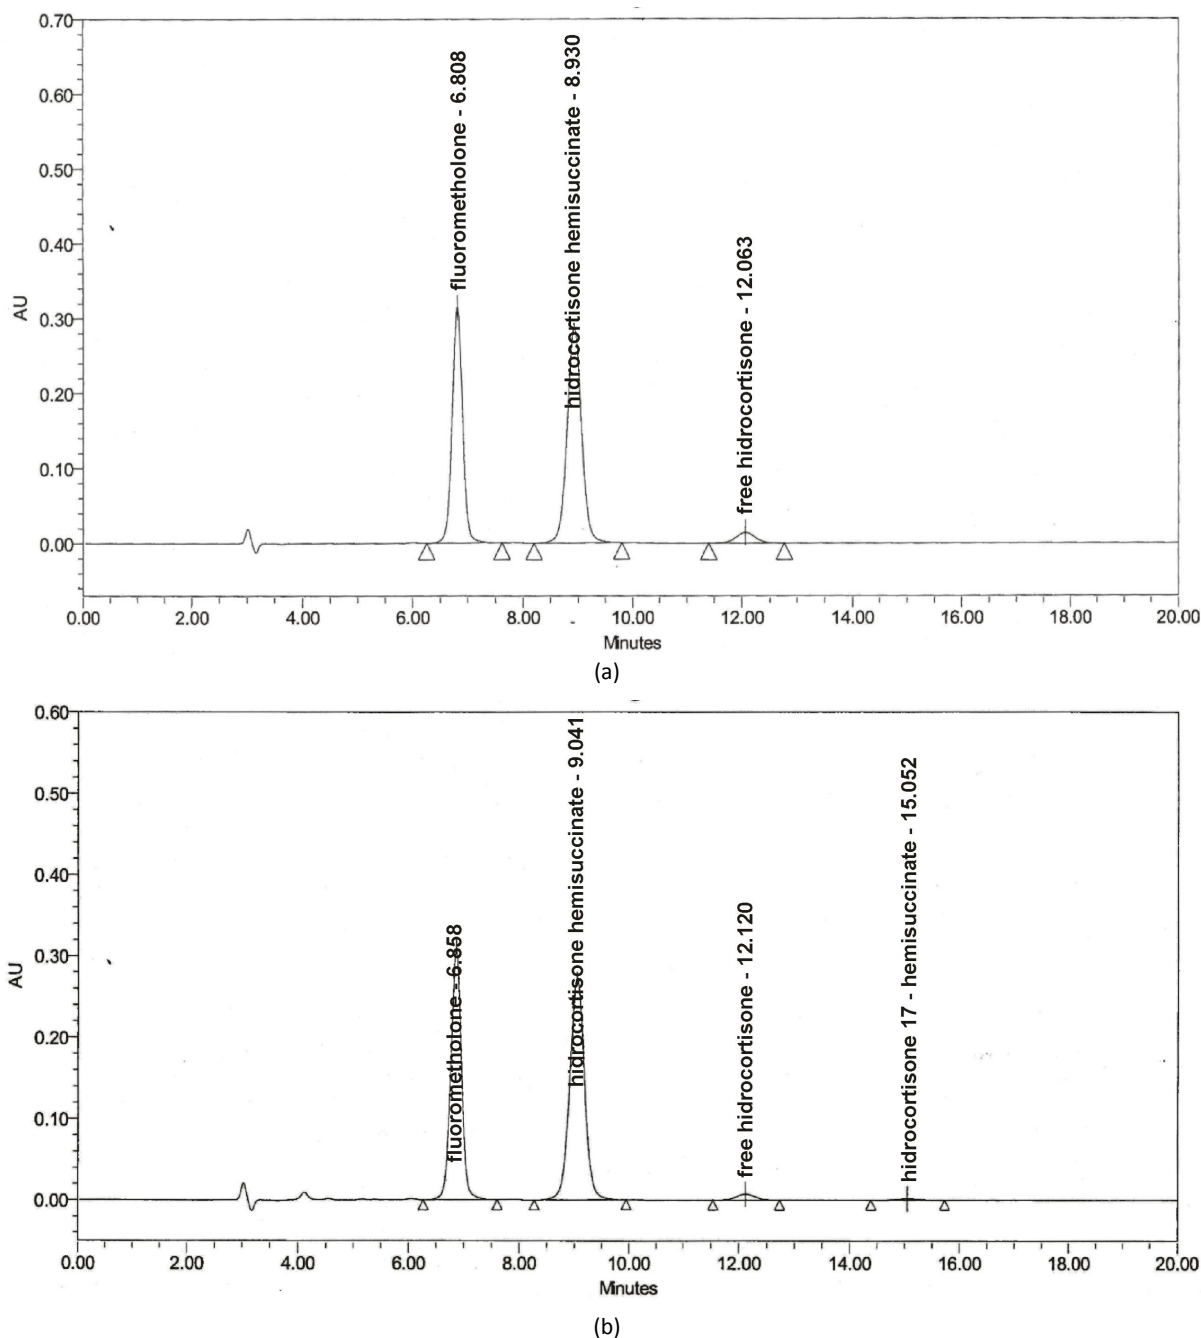 0.70
0.60
0.50
0.40
0.30
0.20
0.10
0.00
AU
fluorometholone - 6.808
hidrocortisone hemisuccinate - 8.930
free hidrocortisone - 12.063
0.00 2.00 4.00 6.00 8.00 10.00 12.00 14.00 16.00 18.00 20.00
Minutes
(a)
0.60
0.50
0.40
0.30
0.20
0.10
0.00
AU
fluorometholone - 6.858
hidrocortisone hemisuccinate - 9.041
free hidrocortisone - 12.120
hidrocortisone 17 - hemisuccinate - 15.052
0.00 2.00 4.00 6.00 8.00 10.00 12.00 14.00 16.00 18.00 20.00
Minutes
(b)